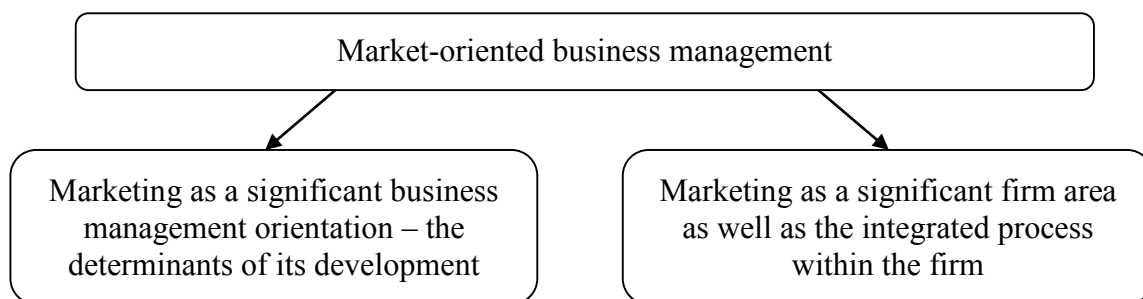 Market-oriented business management
Marketing as a significant business
management orientation – the
determinants of its development
Marketing as a significant firm area
as well as the integrated process
within the firm